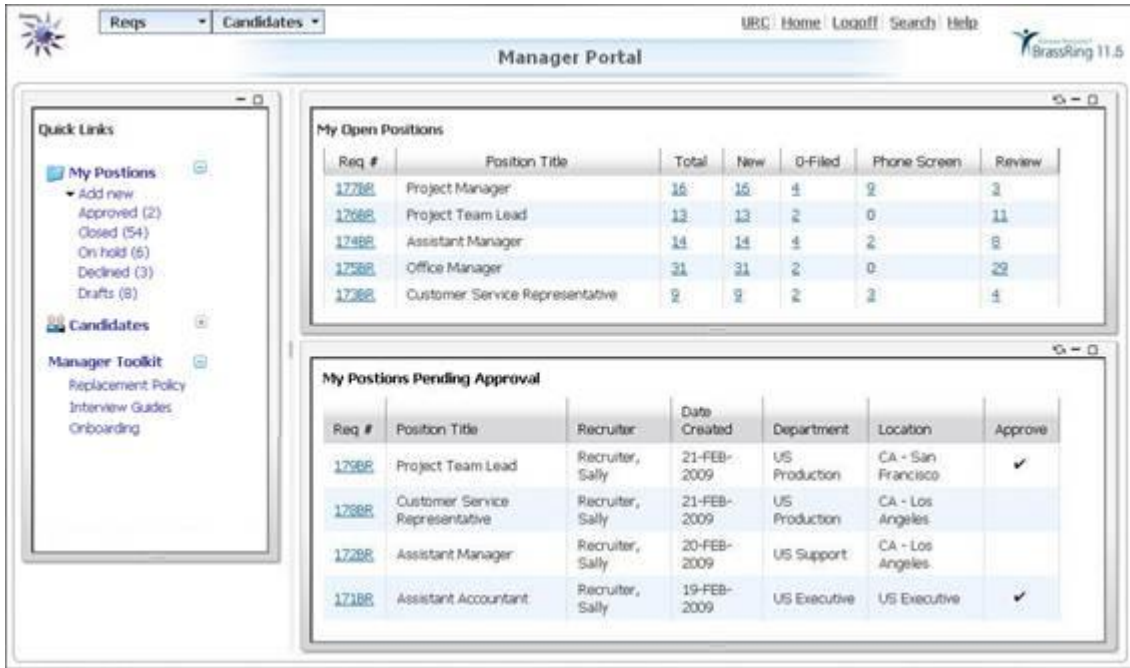 Reqs Candidates
URC Home Logoff Search Help
BrassRing 11.5
Manager Portal
Quick Links
My Postions
Add new
Approved (2)
Closed (54)
On hold (6)
Declined (3)
Drafts (8)
Candidates
Manager Toolkit
Replacement Policy
Interview Guides
Onboarding
My Open Positions
Req # Position Title Total New 0-Filed Phone Screen Review
177BR Project Manager 16 16 4 9 3
176BR Project Team Lead 13 13 2 0 11
174BR Assistant Manager 14 14 4 2 8
175BR Office Manager 31 31 2 0 29
173BR Customer Service Representative 9 9 2 3 4
My Postions Pending Approval
Date
Req # Position Title Recruiter Created Department Location Approve
Recruiter, 21-FEB- US CA - San
179BR Project Team Lead ✔
Sally 2009 Production Francisco
Customer Service Recruiter, 21-FEB- US CA - Los
178BR
Representative Sally 2009 Production Angeles
Recruiter, 20-FEB- CA - Los
172BR Assistant Manager US Support
Sally 2009 Angeles
Recruiter, 19-FEB-
171BR Assistant Accountant US Executive US Executive ✔
Sally 2009